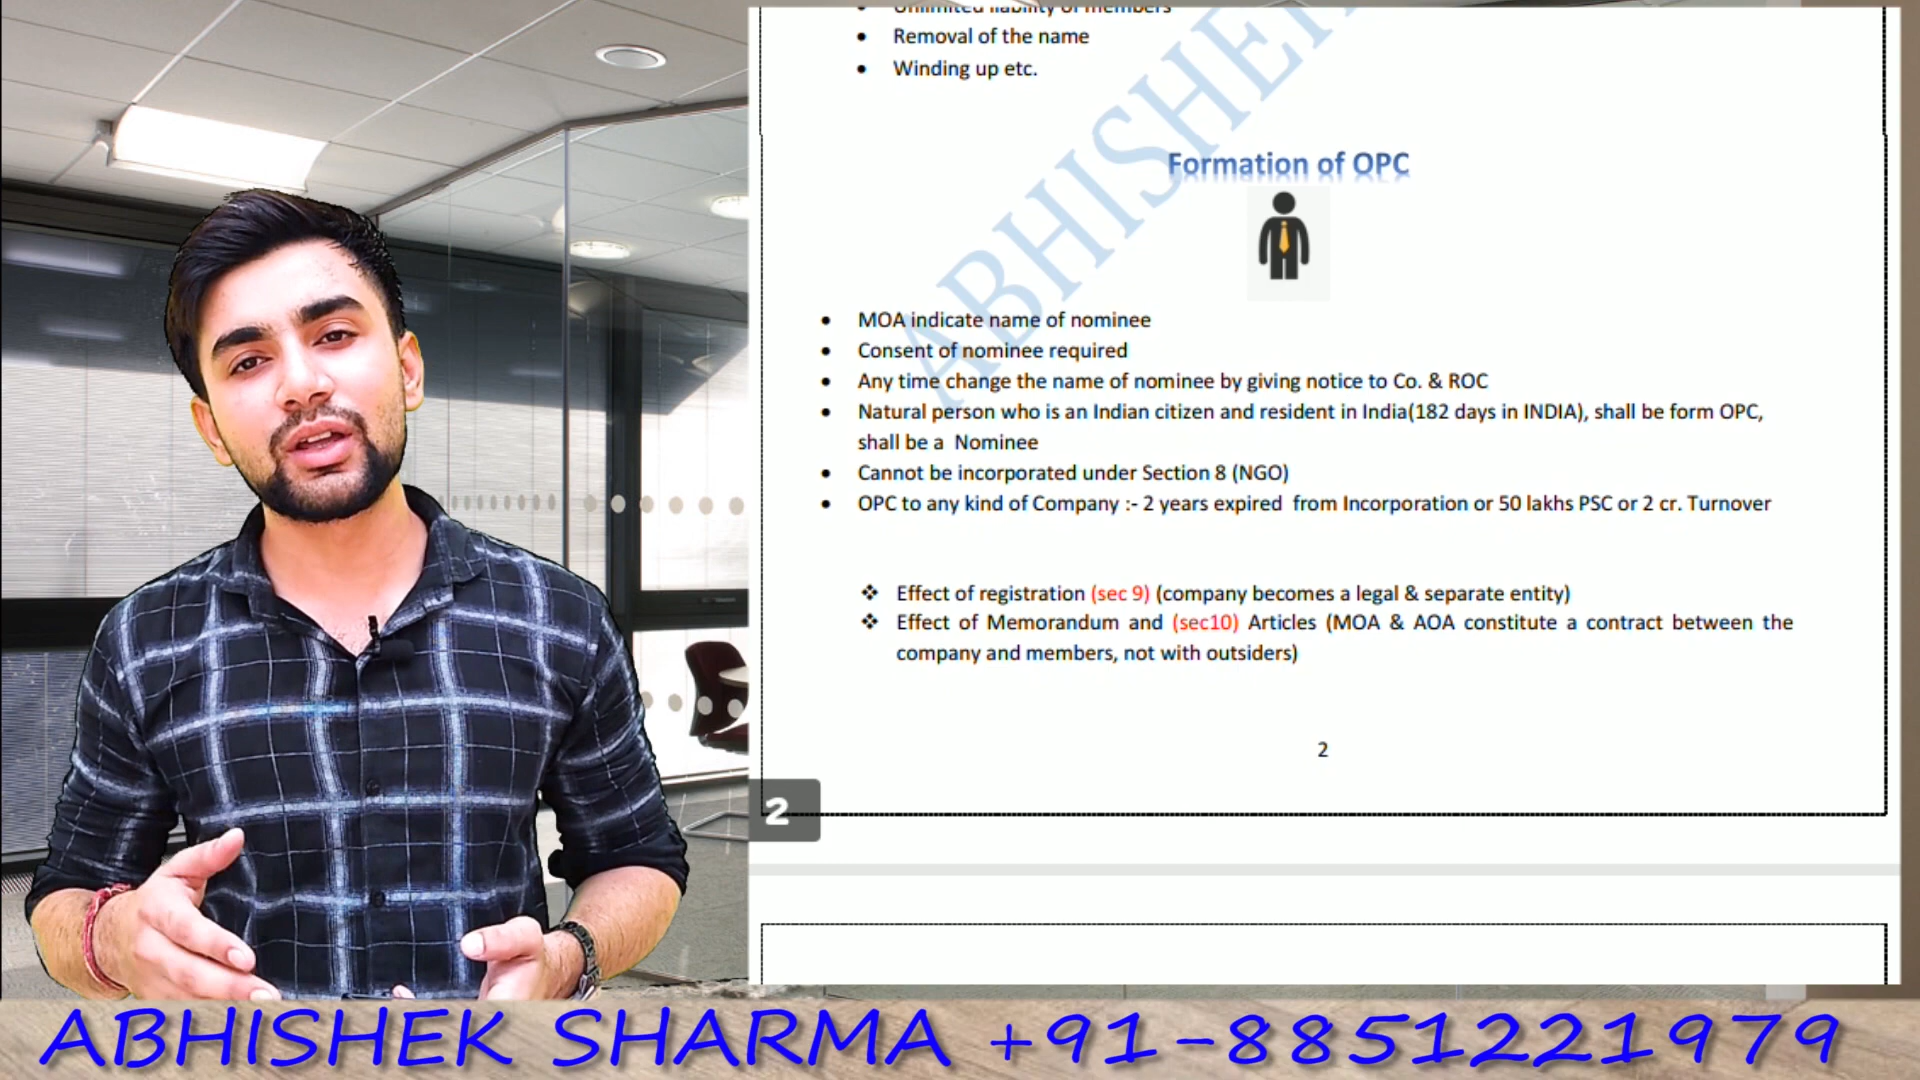 Unlimited liability of members
• Removal of the name
• Winding up etc.
ABHISHEK
Formation of OPC
• MOA indicate name of nominee
• Consent of nominee required
• Any time change the name of nominee by giving notice to Co. & ROC
• Natural person who is an Indian citizen and resident in India(182 days in INDIA), shall be form OPC,
shall be a Nominee
• Cannot be incorporated under Section 8 (NGO)
• OPC to any kind of Company :- 2 years expired from Incorporation or 50 lakhs PSC or 2 cr. Turnover
❖ Effect of registration (sec 9) (company becomes a legal & separate entity)
❖ Effect of Memorandum and (sec10) Articles (MOA & AOA constitute a contract between the
company and members, not with outsiders)
2
2
ABHISHEK SHARMA +91-8851221979